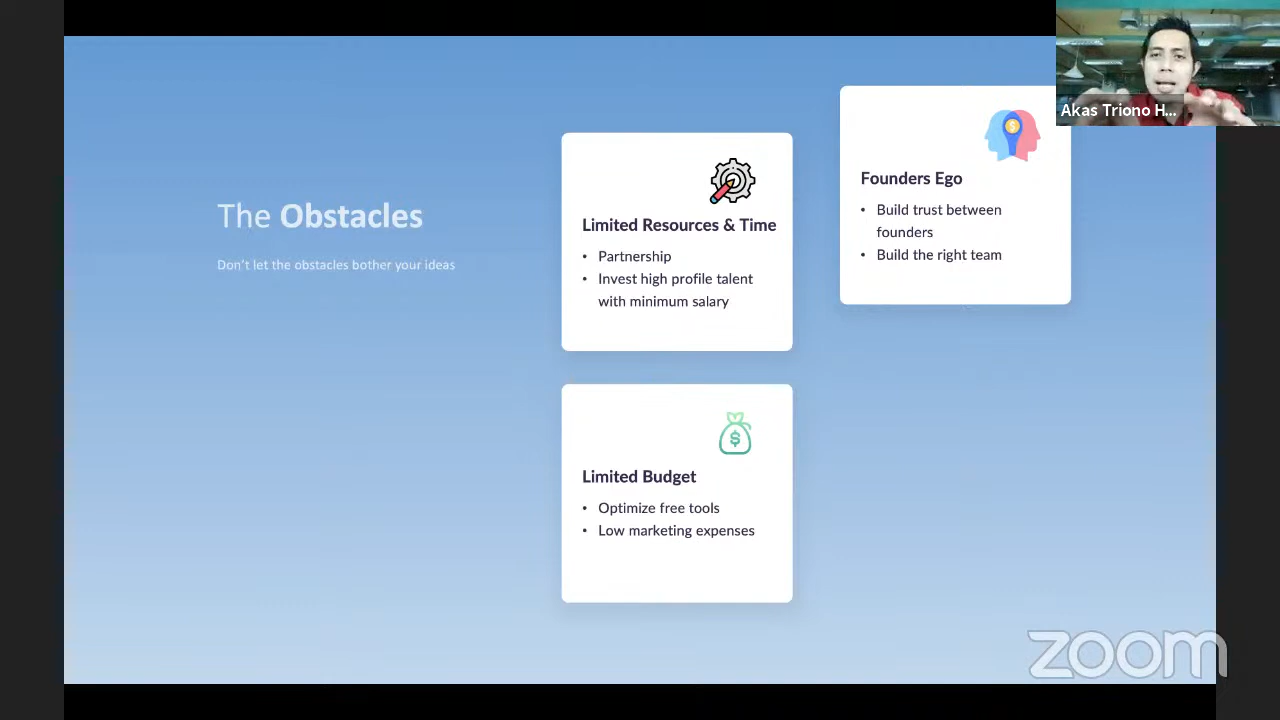 The Obstacles
Don't let the obstacles bother your ideas
Limited Resources & Time
• Partnership
• Invest high profile talent
with minimum salary
Limited Budget
• Optimize free tools
• Low marketing expenses
Founders Ego
• Build trust between
founders
• Build the right team
Akas Triono H...
zoom